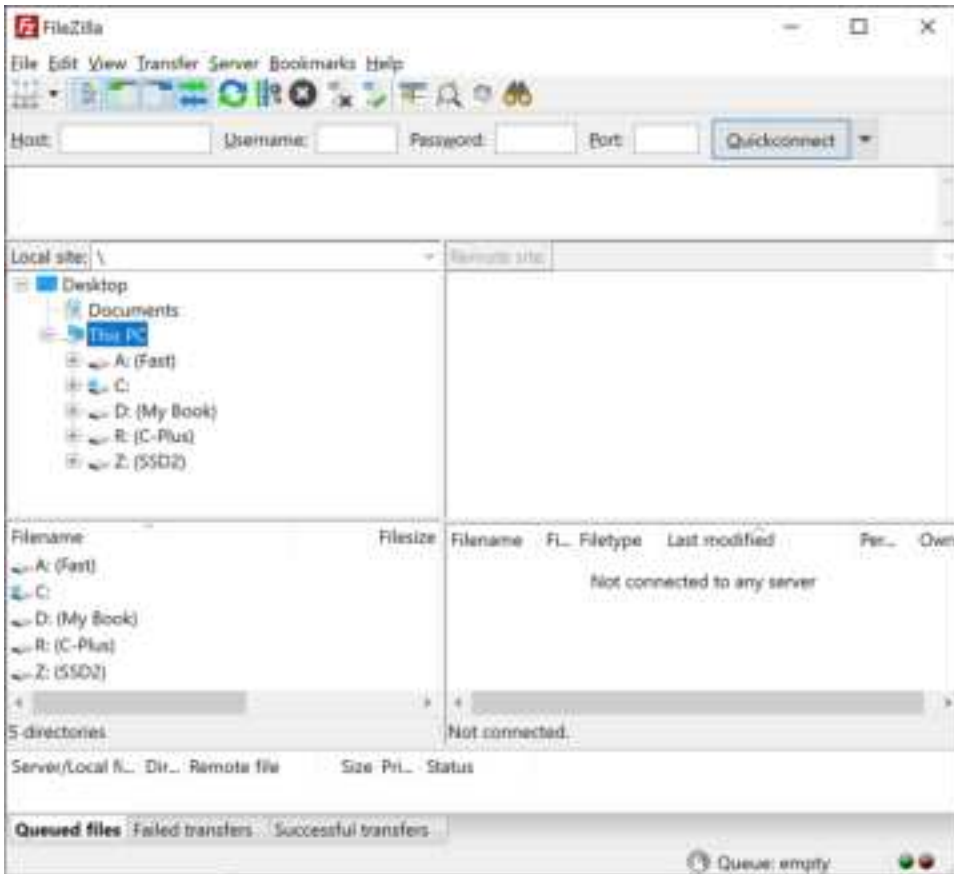 FileZilla
File Edit View Transfer Server Bookmarks Help
Host: Username: Password: Port: Quickconnect
Local site: \ Remote site:
Desktop
Documents
This PC
A: (Fast)
C:
D: (My Book)
R: (C-Plus)
Z: (SSD2)
Filename Filesize
A: (Fast)
C:
D: (My Book)
R: (C-Plus)
Z: (SSD2)
5 directories
Filename Fi... Filetype Last modified Per... Own
Not connected to any server
Not connected.
Server/Local fi... Dir... Remote file Size Pri... Status
Queued files Failed transfers Successful transfers
Queue: empty